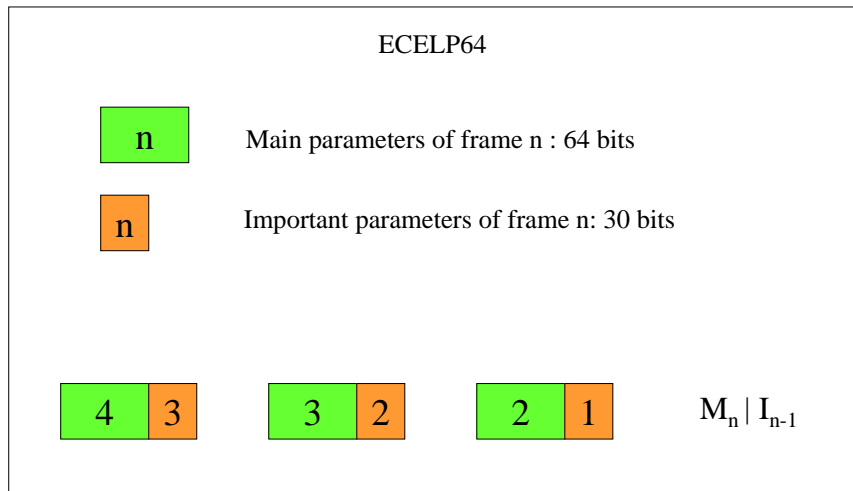 ECELP64
n Main parameters of frame n : 64 bits
n Important parameters of frame n: 30 bits
4 3 3 2 2 1 Mn | In-1